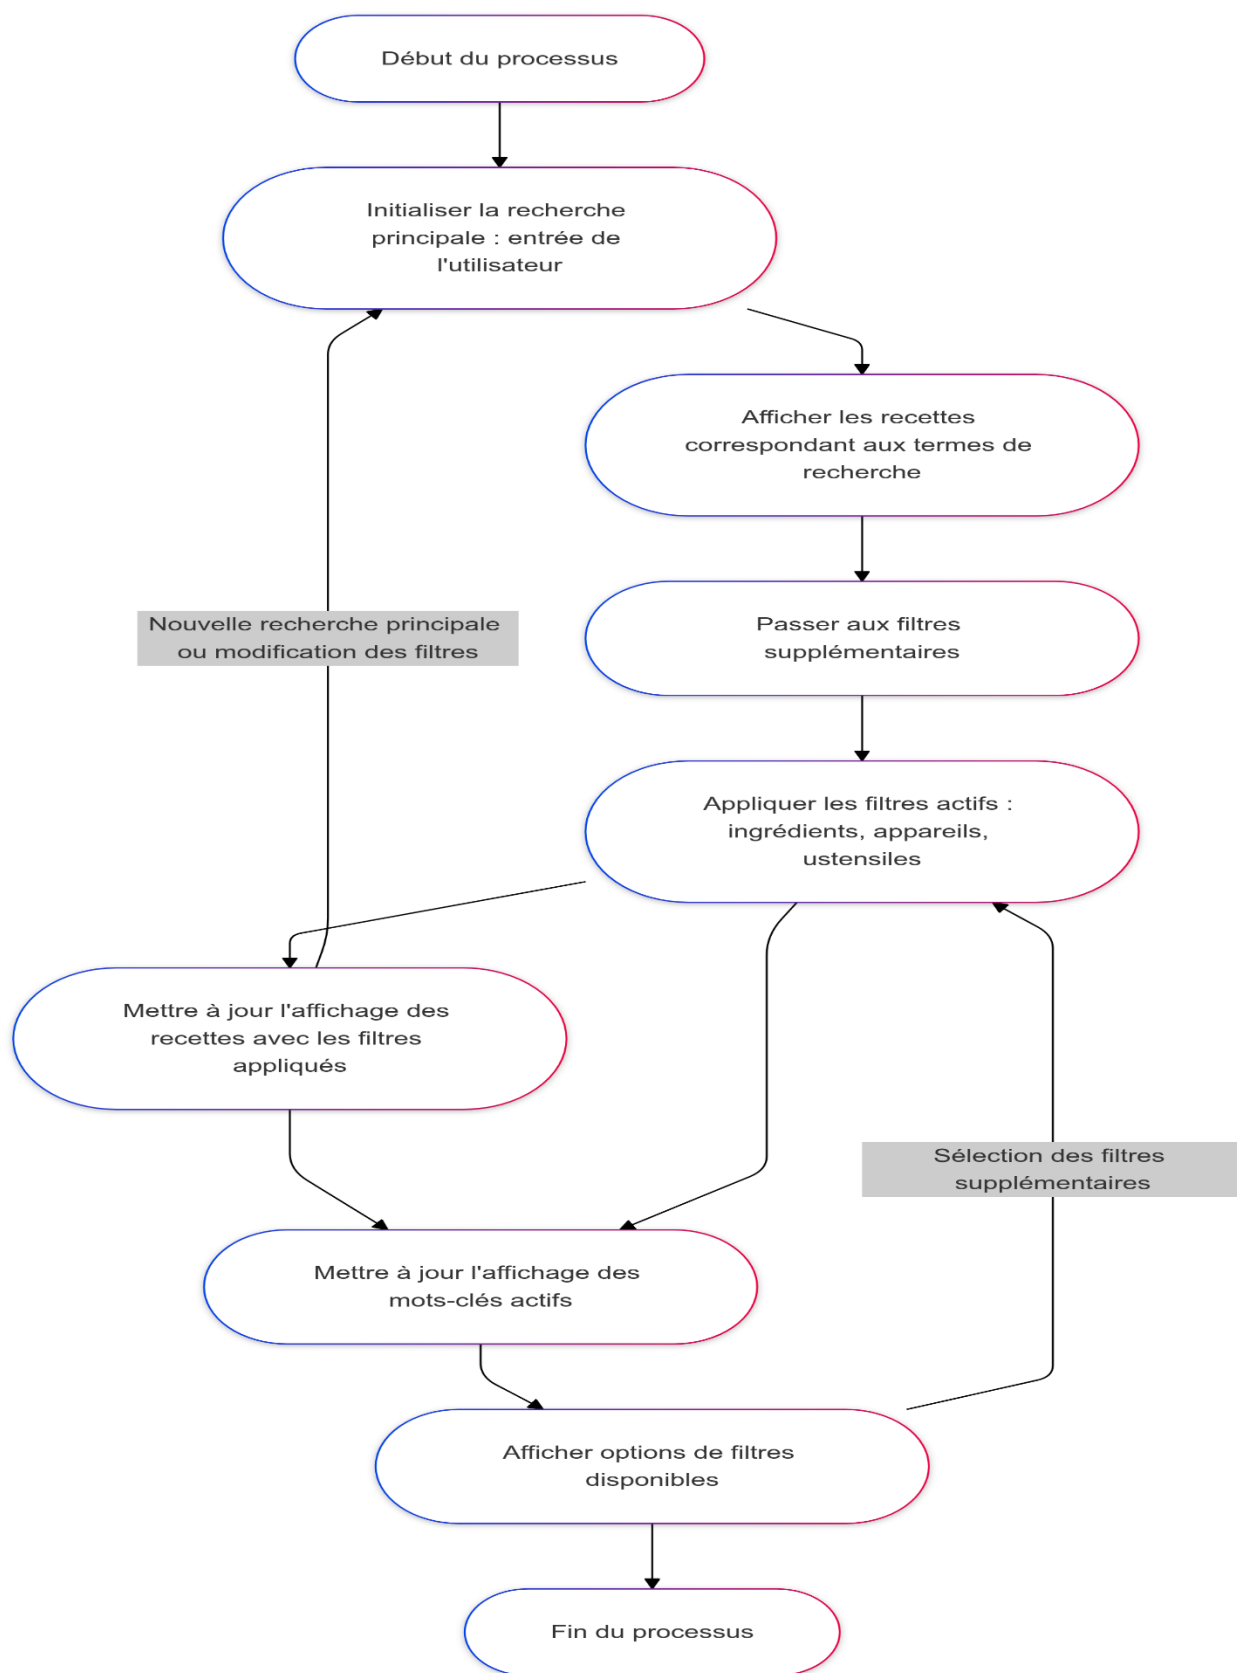 Début du processus
Initialiser la recherche
principale : entrée de
l'utilisateur
Afficher les recettes
correspondant aux termes de
recherche
Nouvelle recherche principale
ou modification des filtres
Passer aux filtres
supplémentaires
Appliquer les filtres actifs :
ingrédients, appareils,
ustensiles
Mettre à jour l'affichage des
recettes avec les filtres
appliqués
Sélection des filtres
supplémentaires
Mettre à jour l'affichage des
mots-clés actifs
Afficher options de filtres
disponibles
Fin du processus